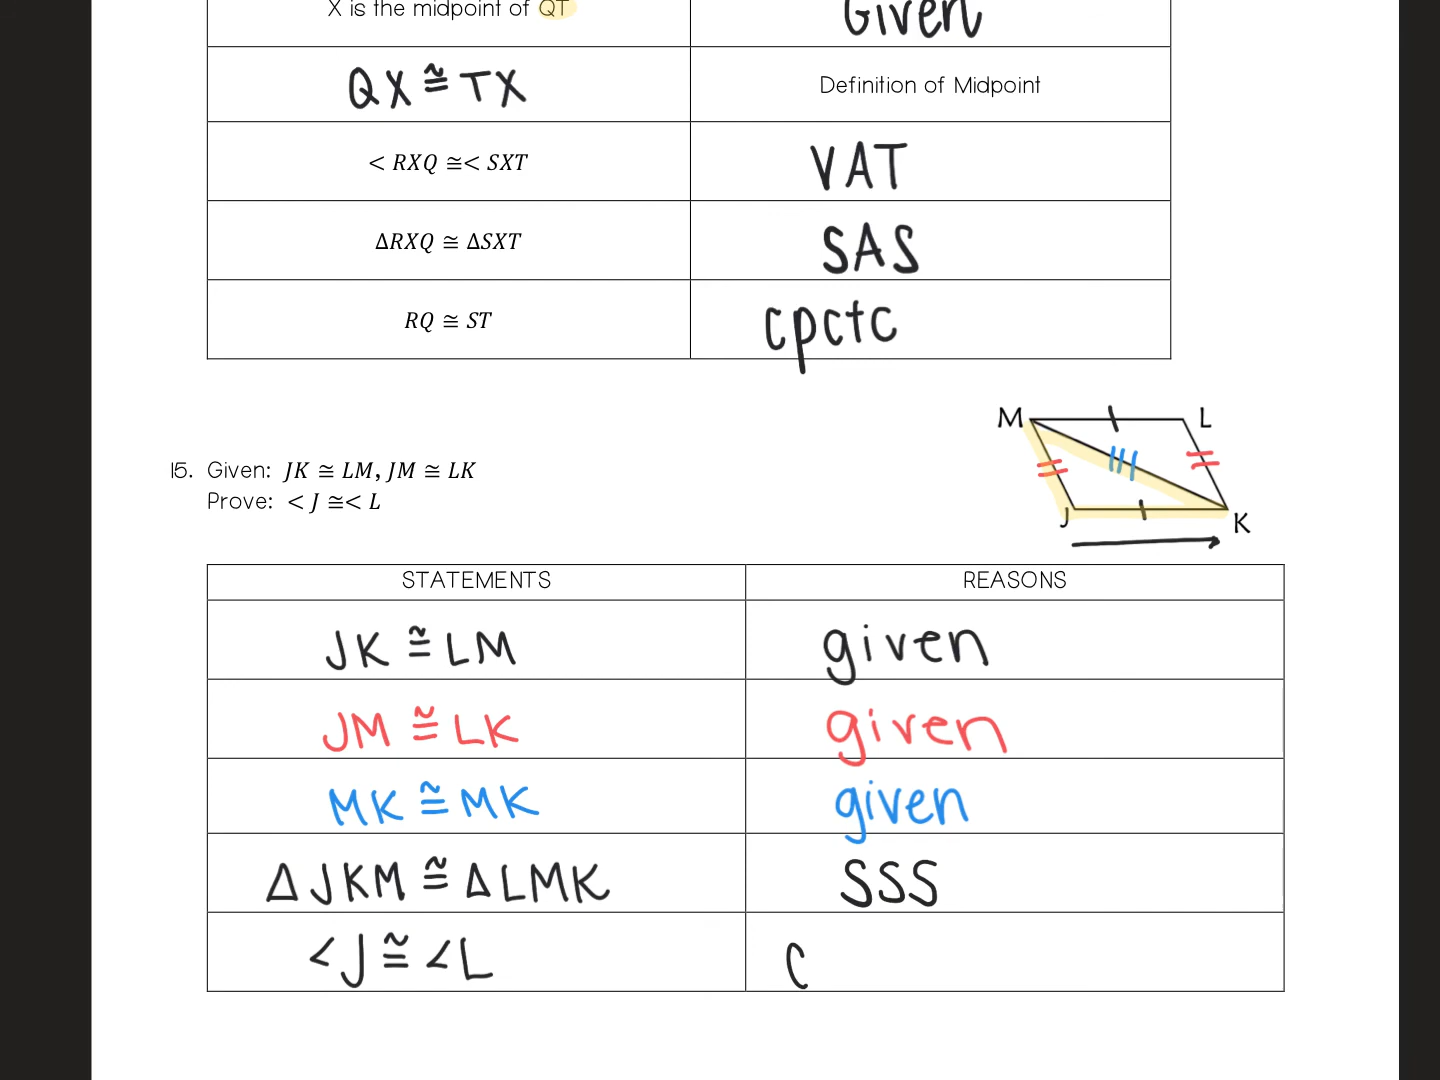 X is the midpoint of QT
Given
QX ≅ TX
Definition of Midpoint
< RXQ ≅< SXT
VAT
ΔRXQ ≅ ΔSXT
SAS
RQ ≅ ST
cpctc
15. Given: JK ≅ LM, JM ≅ LK
Prove: < J ≅< L
M
L
J
K
STATEMENTS
REASONS
JK ≅ LM
given
JM ≅ LK
given
MK ≅ MK
given
Δ JKM ≅ Δ LMK
SSS
<J ≅ <L
C